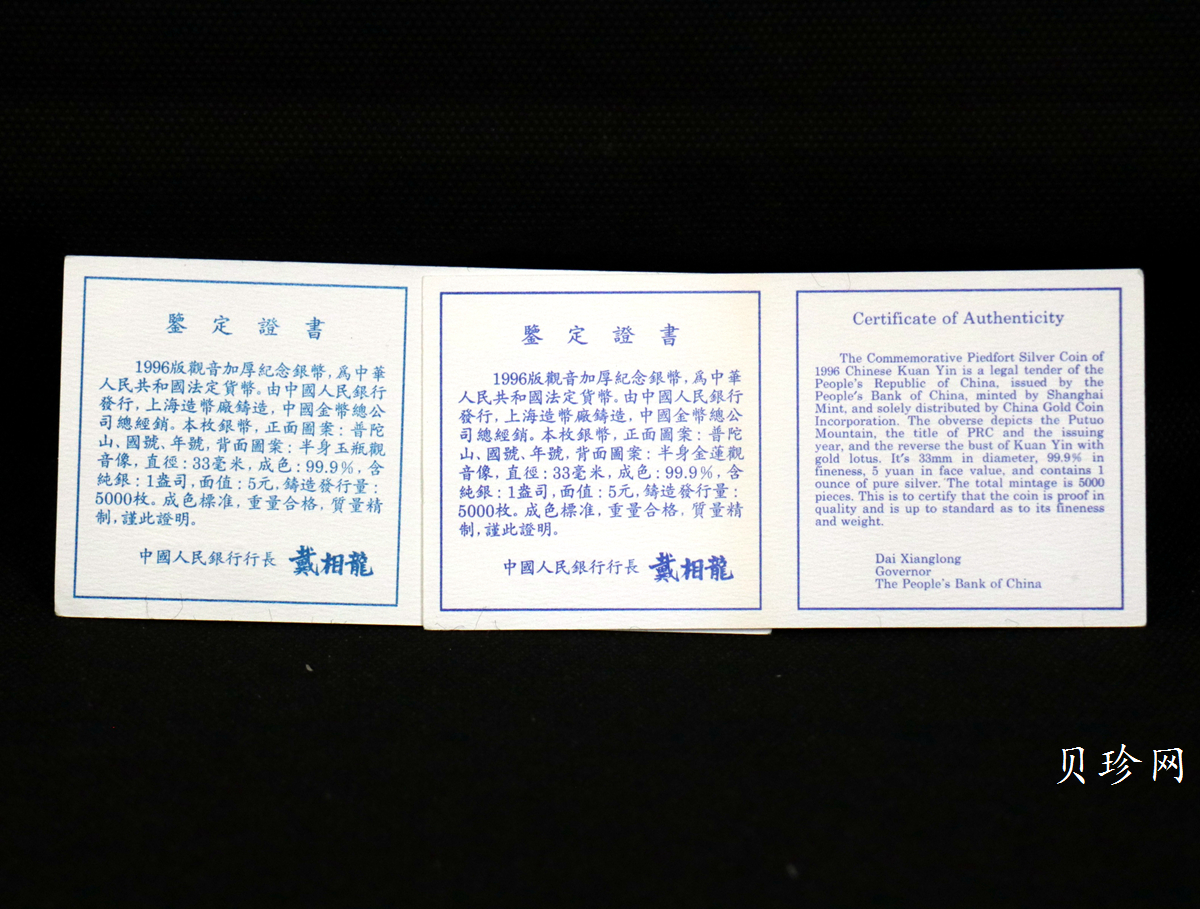 鑒定證書
1996版觀音加厚紀念銀幣,爲中華
人民共和國法定貨幣。由中國人民銀行
發行,上海造幣廠鑄造,中國金幣總公
司總經銷。本枚銀幣,正面圖案:普陀
山、國號、年號,背面圖案:半身玉瓶觀
音像,直徑:33毫米,成色:99.9%,含
純銀:1盎司,面值:5元,鑄造發行量:
5000枚。成色標准,重量合格,質量精
制,謹此證明。
中國人民銀行行長 戴相龍
鑒定證書
1996版觀音加厚紀念銀幣,爲中華
人民共和國法定貨幣。由中國人民銀行
發行,上海造幣廠鑄造,中國金幣總公
司總經銷。本枚銀幣,正面圖案:普陀
山、國號、年號,背面圖案:半身金蓮觀
音像,直徑:33毫米,成色:99.9%,含
純銀:1盎司,面值:5元,鑄造發行量:
5000枚。成色標准,重量合格,質量精
制,謹此證明。
中國人民銀行行長 戴相龍
Certificate of Authenticity
The Commemorative Piedfort Silver Coin of
1996 Chinese Kuan Yin is a legal tender of the
People's Republic of China, issued by the
People's Bank of China, minted by Shanghai
Mint, and solely distributed by China Gold Coin
Incorporation. The obverse depicts the Putuo
Mountain, the title of PRC and the issuing
year, and the reverse the bust of Kuan Yin with
gold lotus. It's 33mm in diameter, 99.9% in
fineness, 5 yuan in face value, and contains 1
ounce of pure silver. The total mintage is 5000
pieces. This is to certify that the coin is proof in
quality and is up to standard as to its fineness
and weight.
Dai Xianglong
Governor
The People's Bank of China
贝珍网